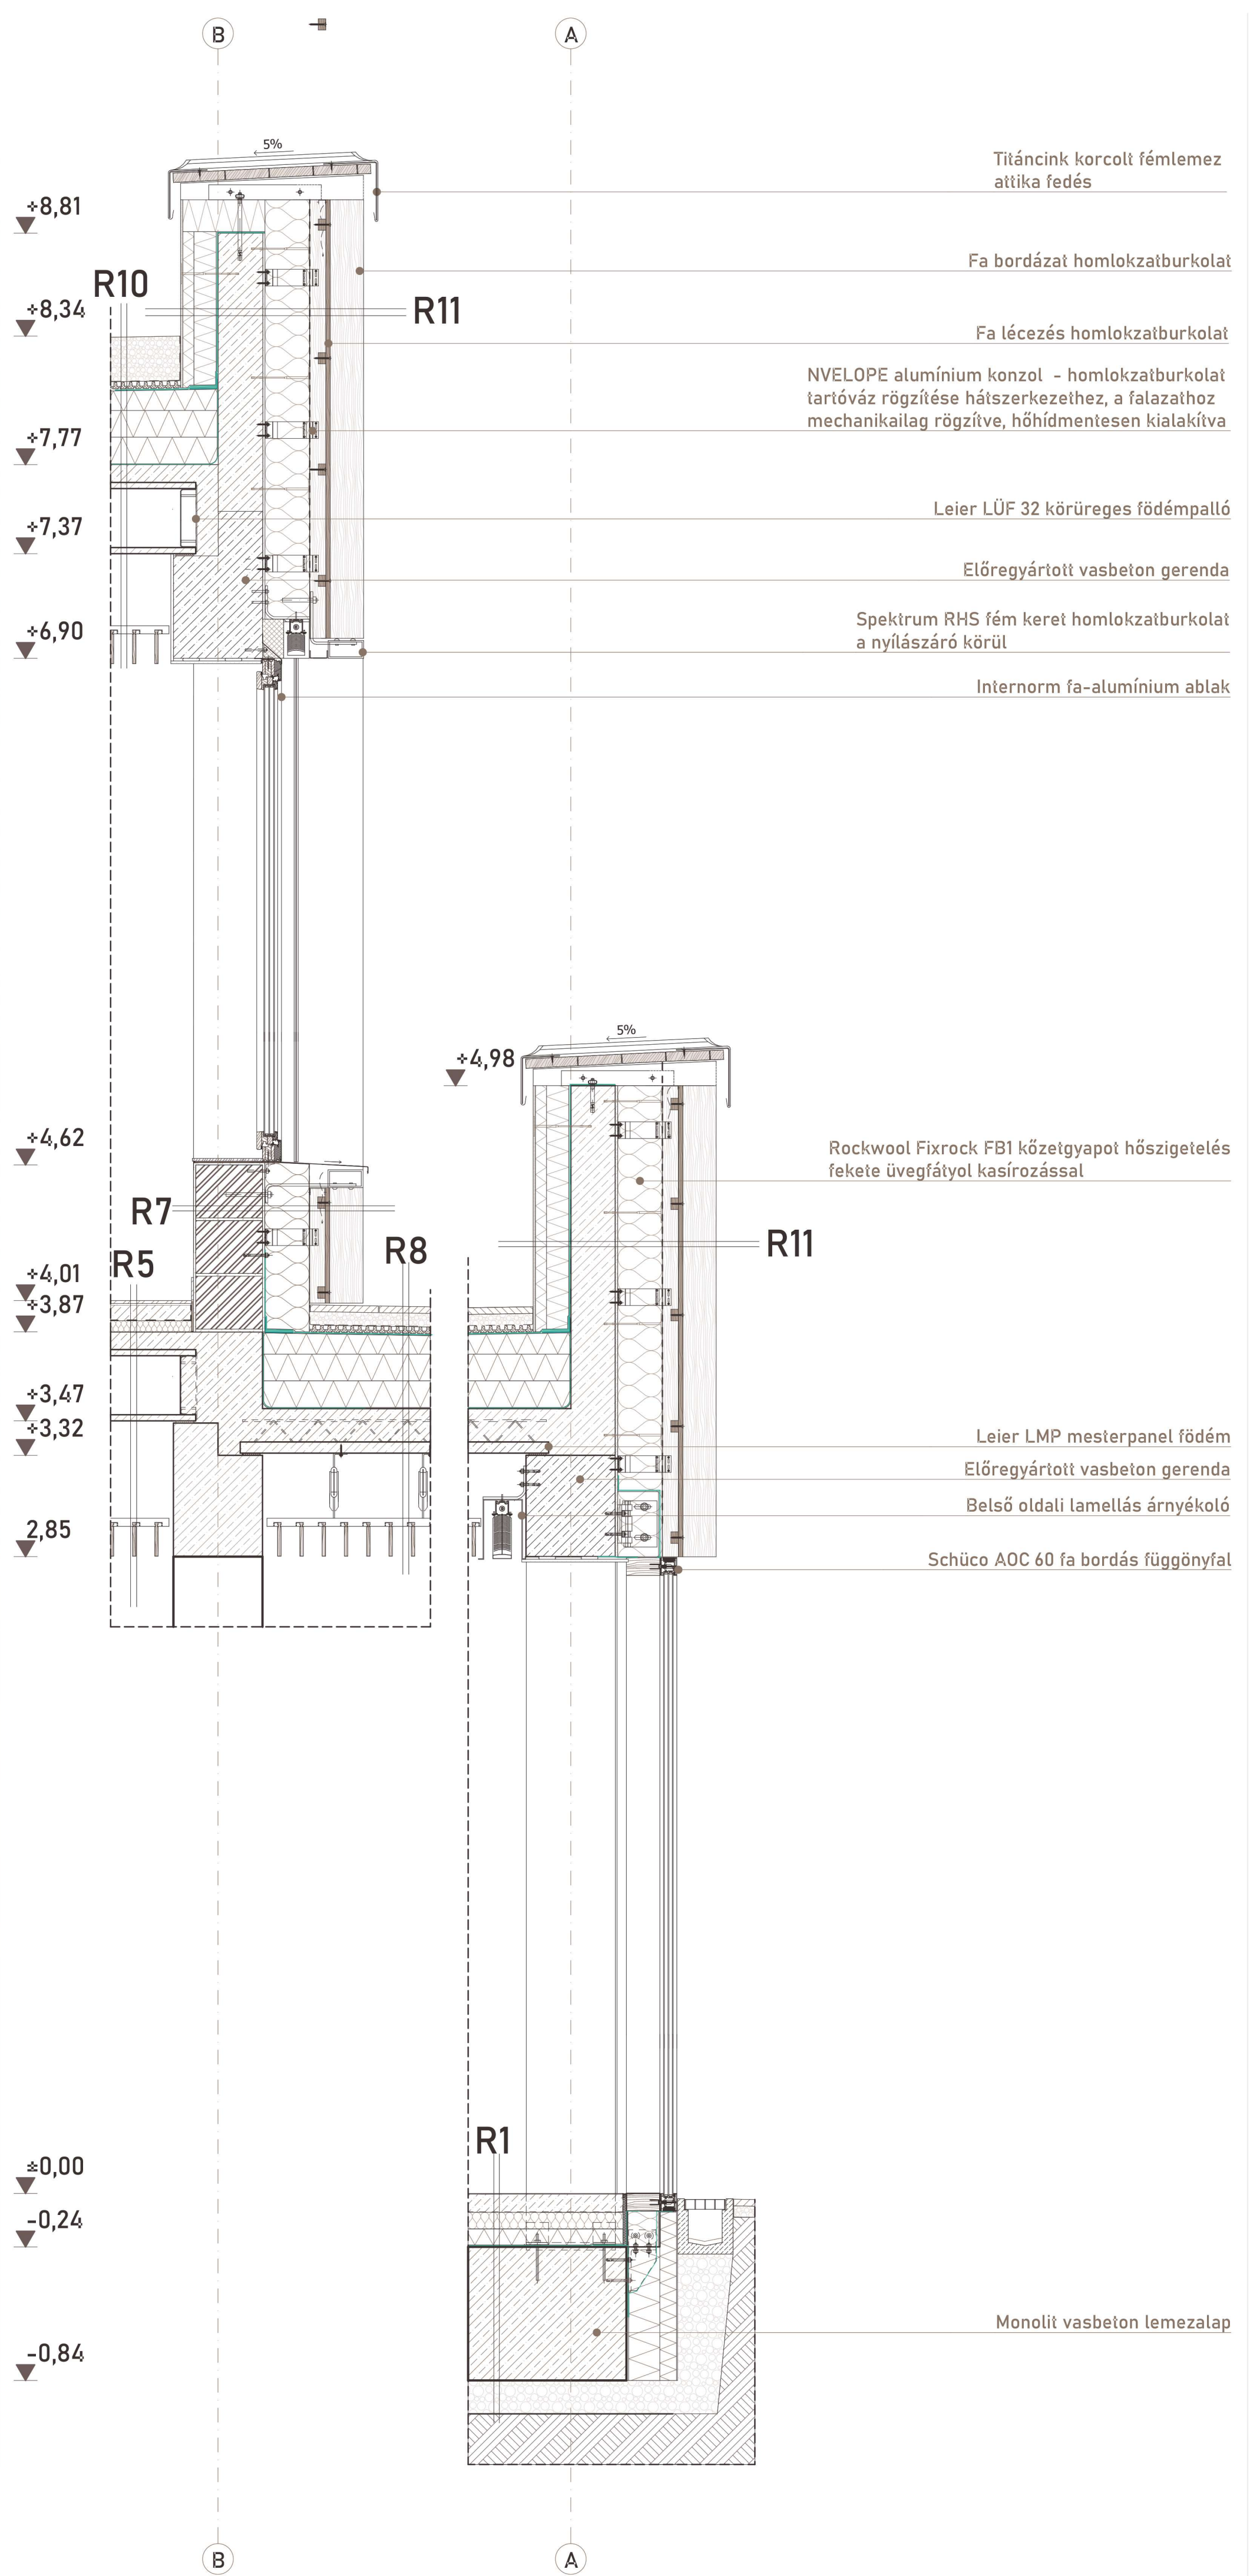 B
A
5%
Titáncink korcolt fémlemez
attika fedés
+8,81
Fa bordázat homlokzatburkolat
R10
+8,34
R11
Fa lécezés homlokzatburkolat
NVELOPE alumínium konzol - homlokzatburkolat
tartóváz rögzítése hátszerkezethez, a falazathoz
mechanikailag rögzítve, hőhídmentesen kialakítva
+7,77
Leier LÜF 32 körüreges födémpalló
+7,37
Előregyártott vasbeton gerenda
Spektrum RHS fém keret homlokzatburkolat
a nyílászáró körül
+6,90
Internorm fa-alumínium ablak
5%
+4,98
+4,62
Rockwool Fixrock FB1 kőzetgyapot hőszigetelés
fekete üvegfátyol kasírozással
R7
R11
R8
R5
+4,01
+3,87
+3,47
+3,32
Leier LMP mesterpanel födém
Előregyártott vasbeton gerenda
Belső oldali lamellás árnyékoló
2,85
Schüco AOC 60 fa bordás függönyfal
R1
±0,00
-0,24
Monolit vasbeton lemezalap
-0,84
B
A